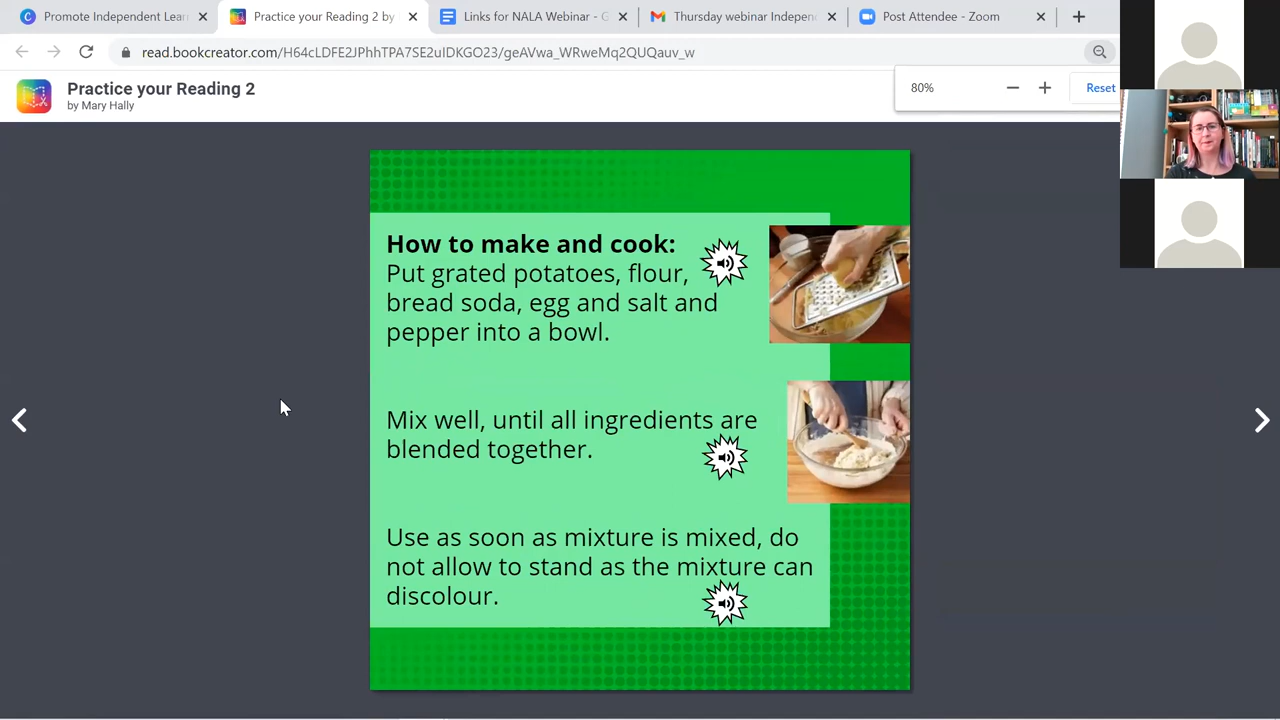 Promote Independent Lear
Practice your Reading 2 by
Links for NALA Webinar - G
Thursday webinar Indepen
Post Attendee - Zoom
read.bookcreator.com/H64cLDFE2JPhhTPA7SE2uIDKGO23/geAVwa_WRweMq2QUQauv_w
Practice your Reading 2
by Mary Hally
80%
Reset
How to make and cook:
Put grated potatoes, flour,
bread soda, egg and salt and
pepper into a bowl.
Mix well, until all ingredients are
blended together.
Use as soon as mixture is mixed, do
not allow to stand as the mixture can
discolour.